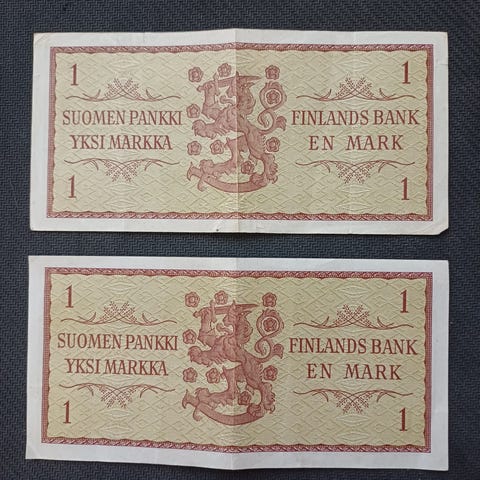 1 1
SUOMEN PANKKI FINLANDS BANK
YKSI MARKKA EN MARK
1 1
1 1
SUOMEN PANKKI FINLANDS BANK
YKSI MARKKA EN MARK
1 1